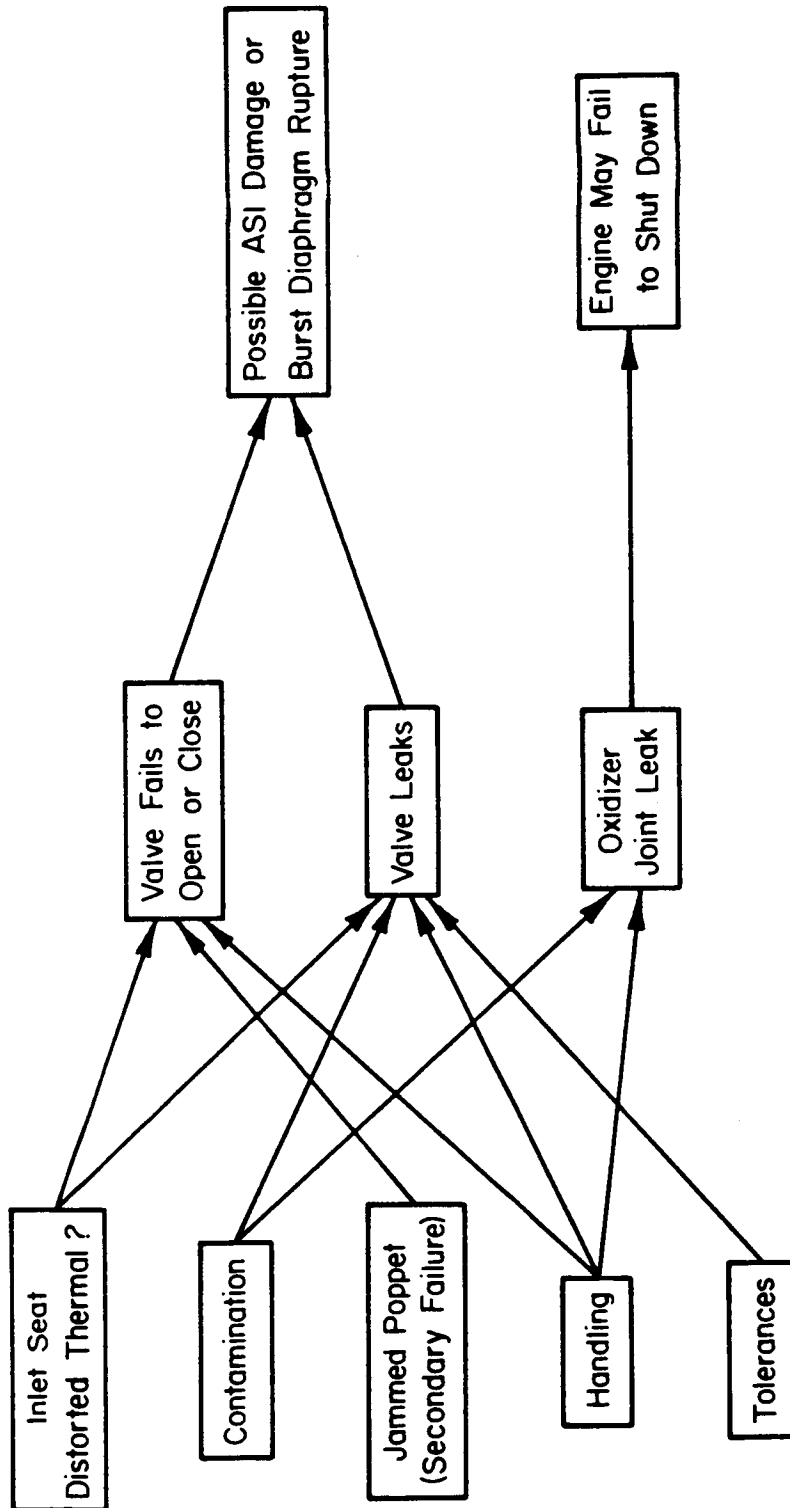 Inlet Seat
Distorted Thermal ?
Contamination
Jammed Poppet
(Secondary Failure)
Handling
Tolerances
Valve Fails to
Open or Close
Valve Leaks
Oxidizer
Joint Leak
Possible ASI Damage or
Burst Diaphragm Rupture
Engine May Fail
to Shut Down